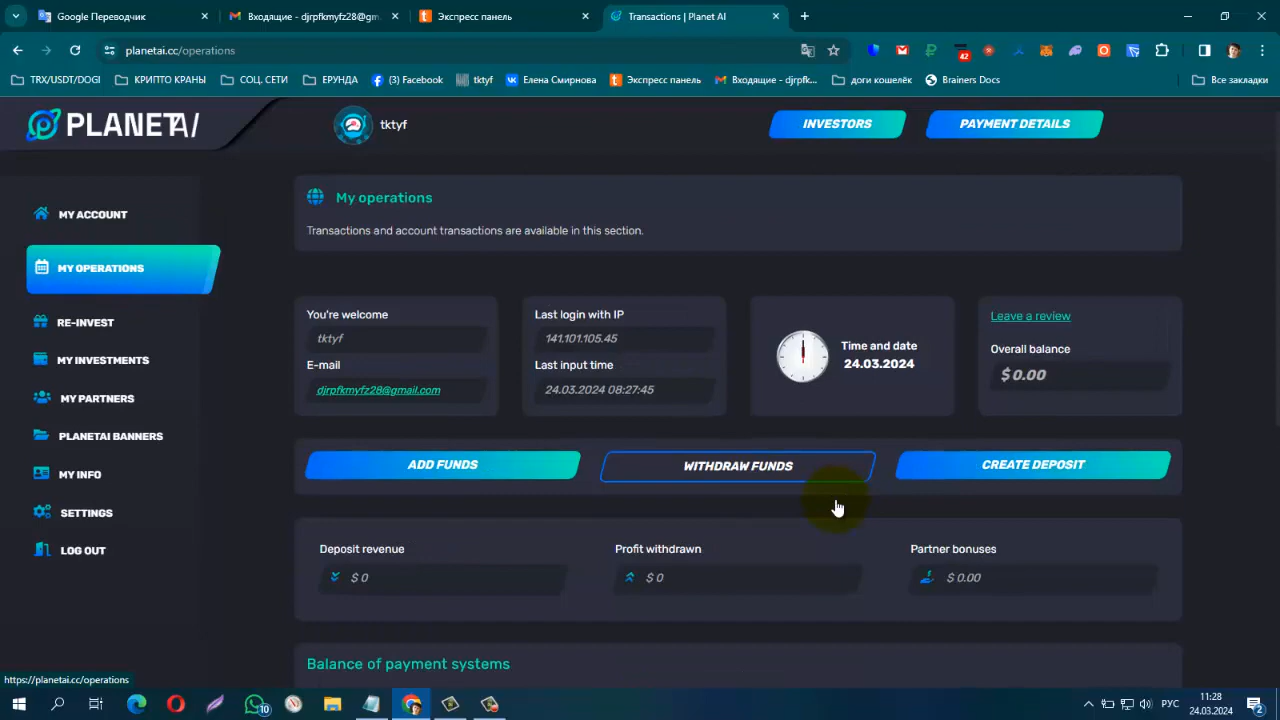 Google Переводчик
Входящие - djrpfkmyfz28@gm...
Экспресс панель
Transactions | Planet AI
planetai.cc/operations
42
TRX/USDT/DOGI
КРИПТО КРАНЫ
СОЦ. СЕТИ
ЕРУНДА
(3) Facebook
tktyf
Елена Смирнова
Экспресс панель
Входящие - djrpfk...
доги кошелёк
Brainers Docs
Все закладки
PLANETAI
tktyf
INVESTORS
PAYMENT DETAILS
MY ACCOUNT
MY OPERATIONS
RE-INVEST
MY INVESTMENTS
MY PARTNERS
PLANETAI BANNERS
MY INFO
SETTINGS
LOG OUT
My operations
Transactions and account transactions are available in this section.
You're welcome
tktyf
E-mail
djrpfkmyfz28@gmail.com
Last login with IP
141.101.105.45
Last input time
24.03.2024 08:27:45
Time and date
24.03.2024
Leave a review
Overall balance
$ 0.00
ADD FUNDS
WITHDRAW FUNDS
CREATE DEPOSIT
Deposit revenue
$ 0
Profit withdrawn
$ 0
Partner bonuses
$ 0.00
Balance of payment systems
https://planetai.cc/operations
10
РУС
11:28
24.03.2024
2